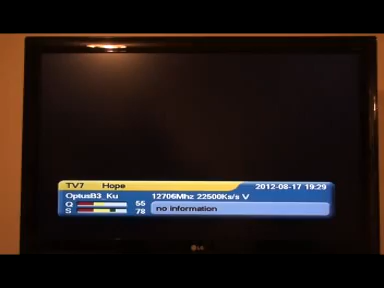 TV7 Hope 2012-08-17 19:29
OptusB3_Ku 12706Mhz 22500Ks/s V
Q 55 no information
S 78
LG